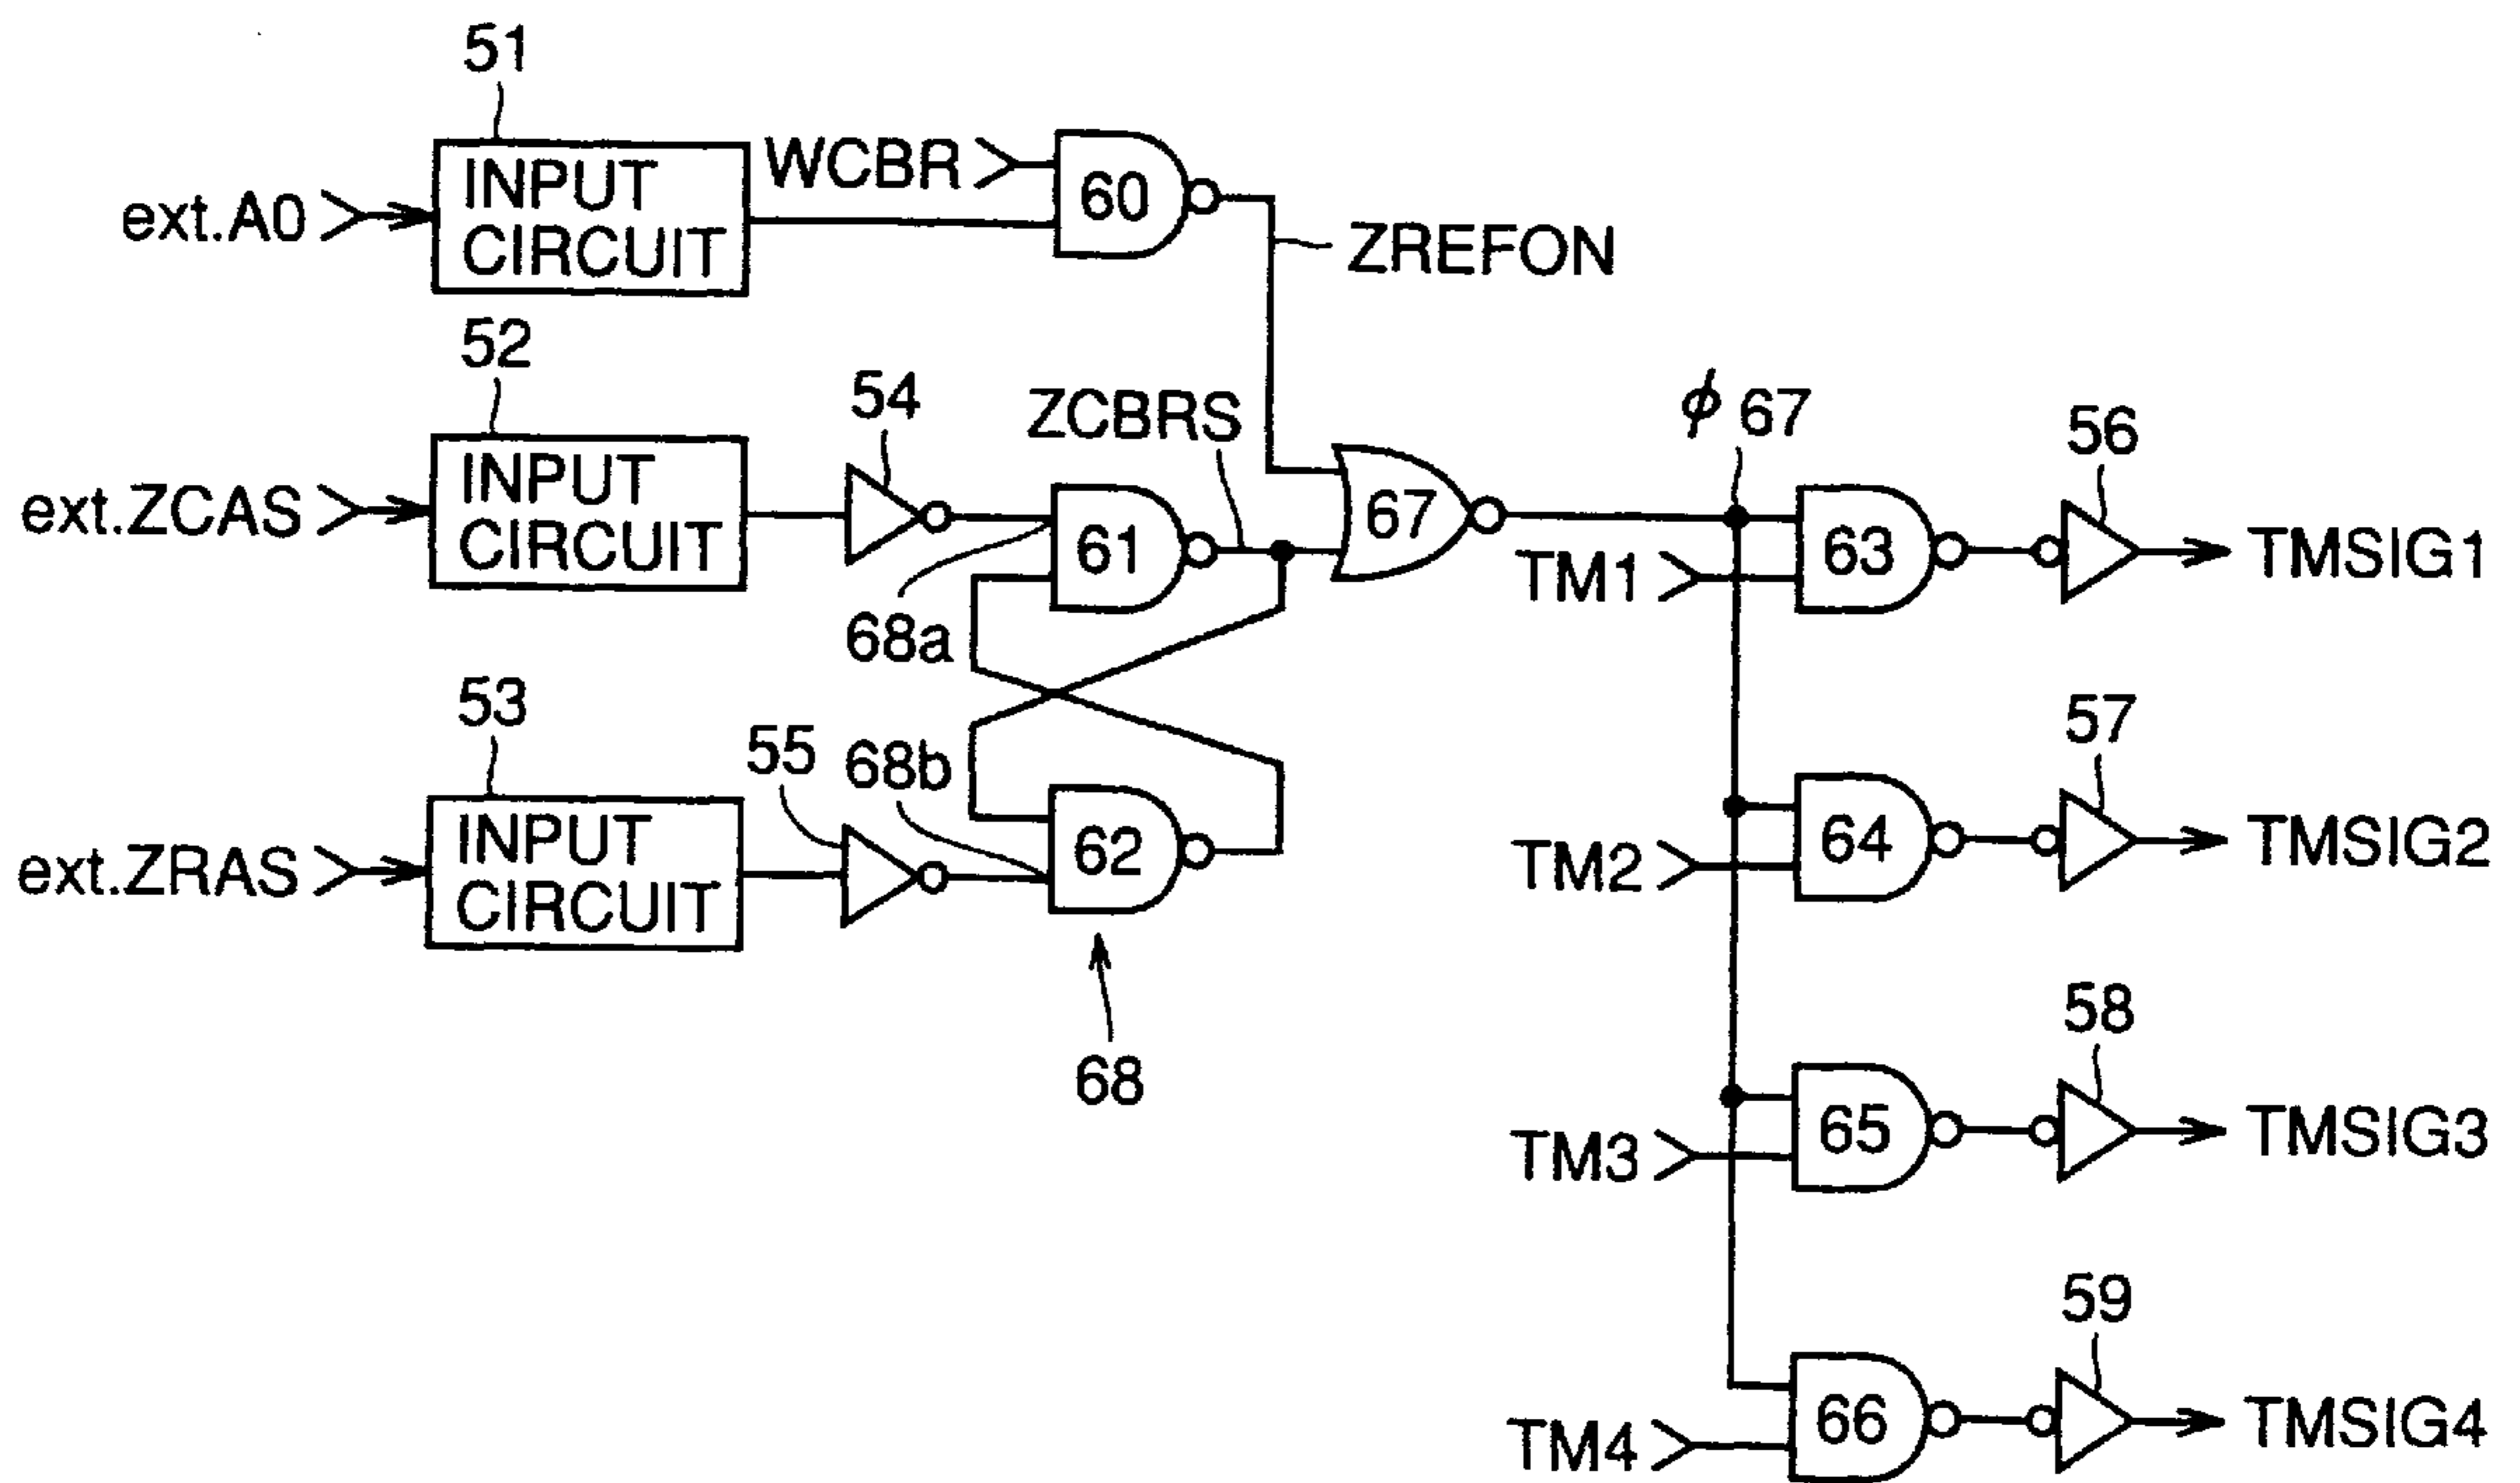 51
INPUT
CIRCUIT
ext.A0
WCBR
60
ZREFON
52
INPUT
CIRCUIT
ext.ZCAS
54
ZCBRS
61
68a
67
ϕ 67
TM1
63
56
TMSIG1
53
INPUT
CIRCUIT
ext.ZRAS
55
68b
62
68
TM2
64
57
TMSIG2
TM3
65
58
TMSIG3
TM4
66
59
TMSIG4